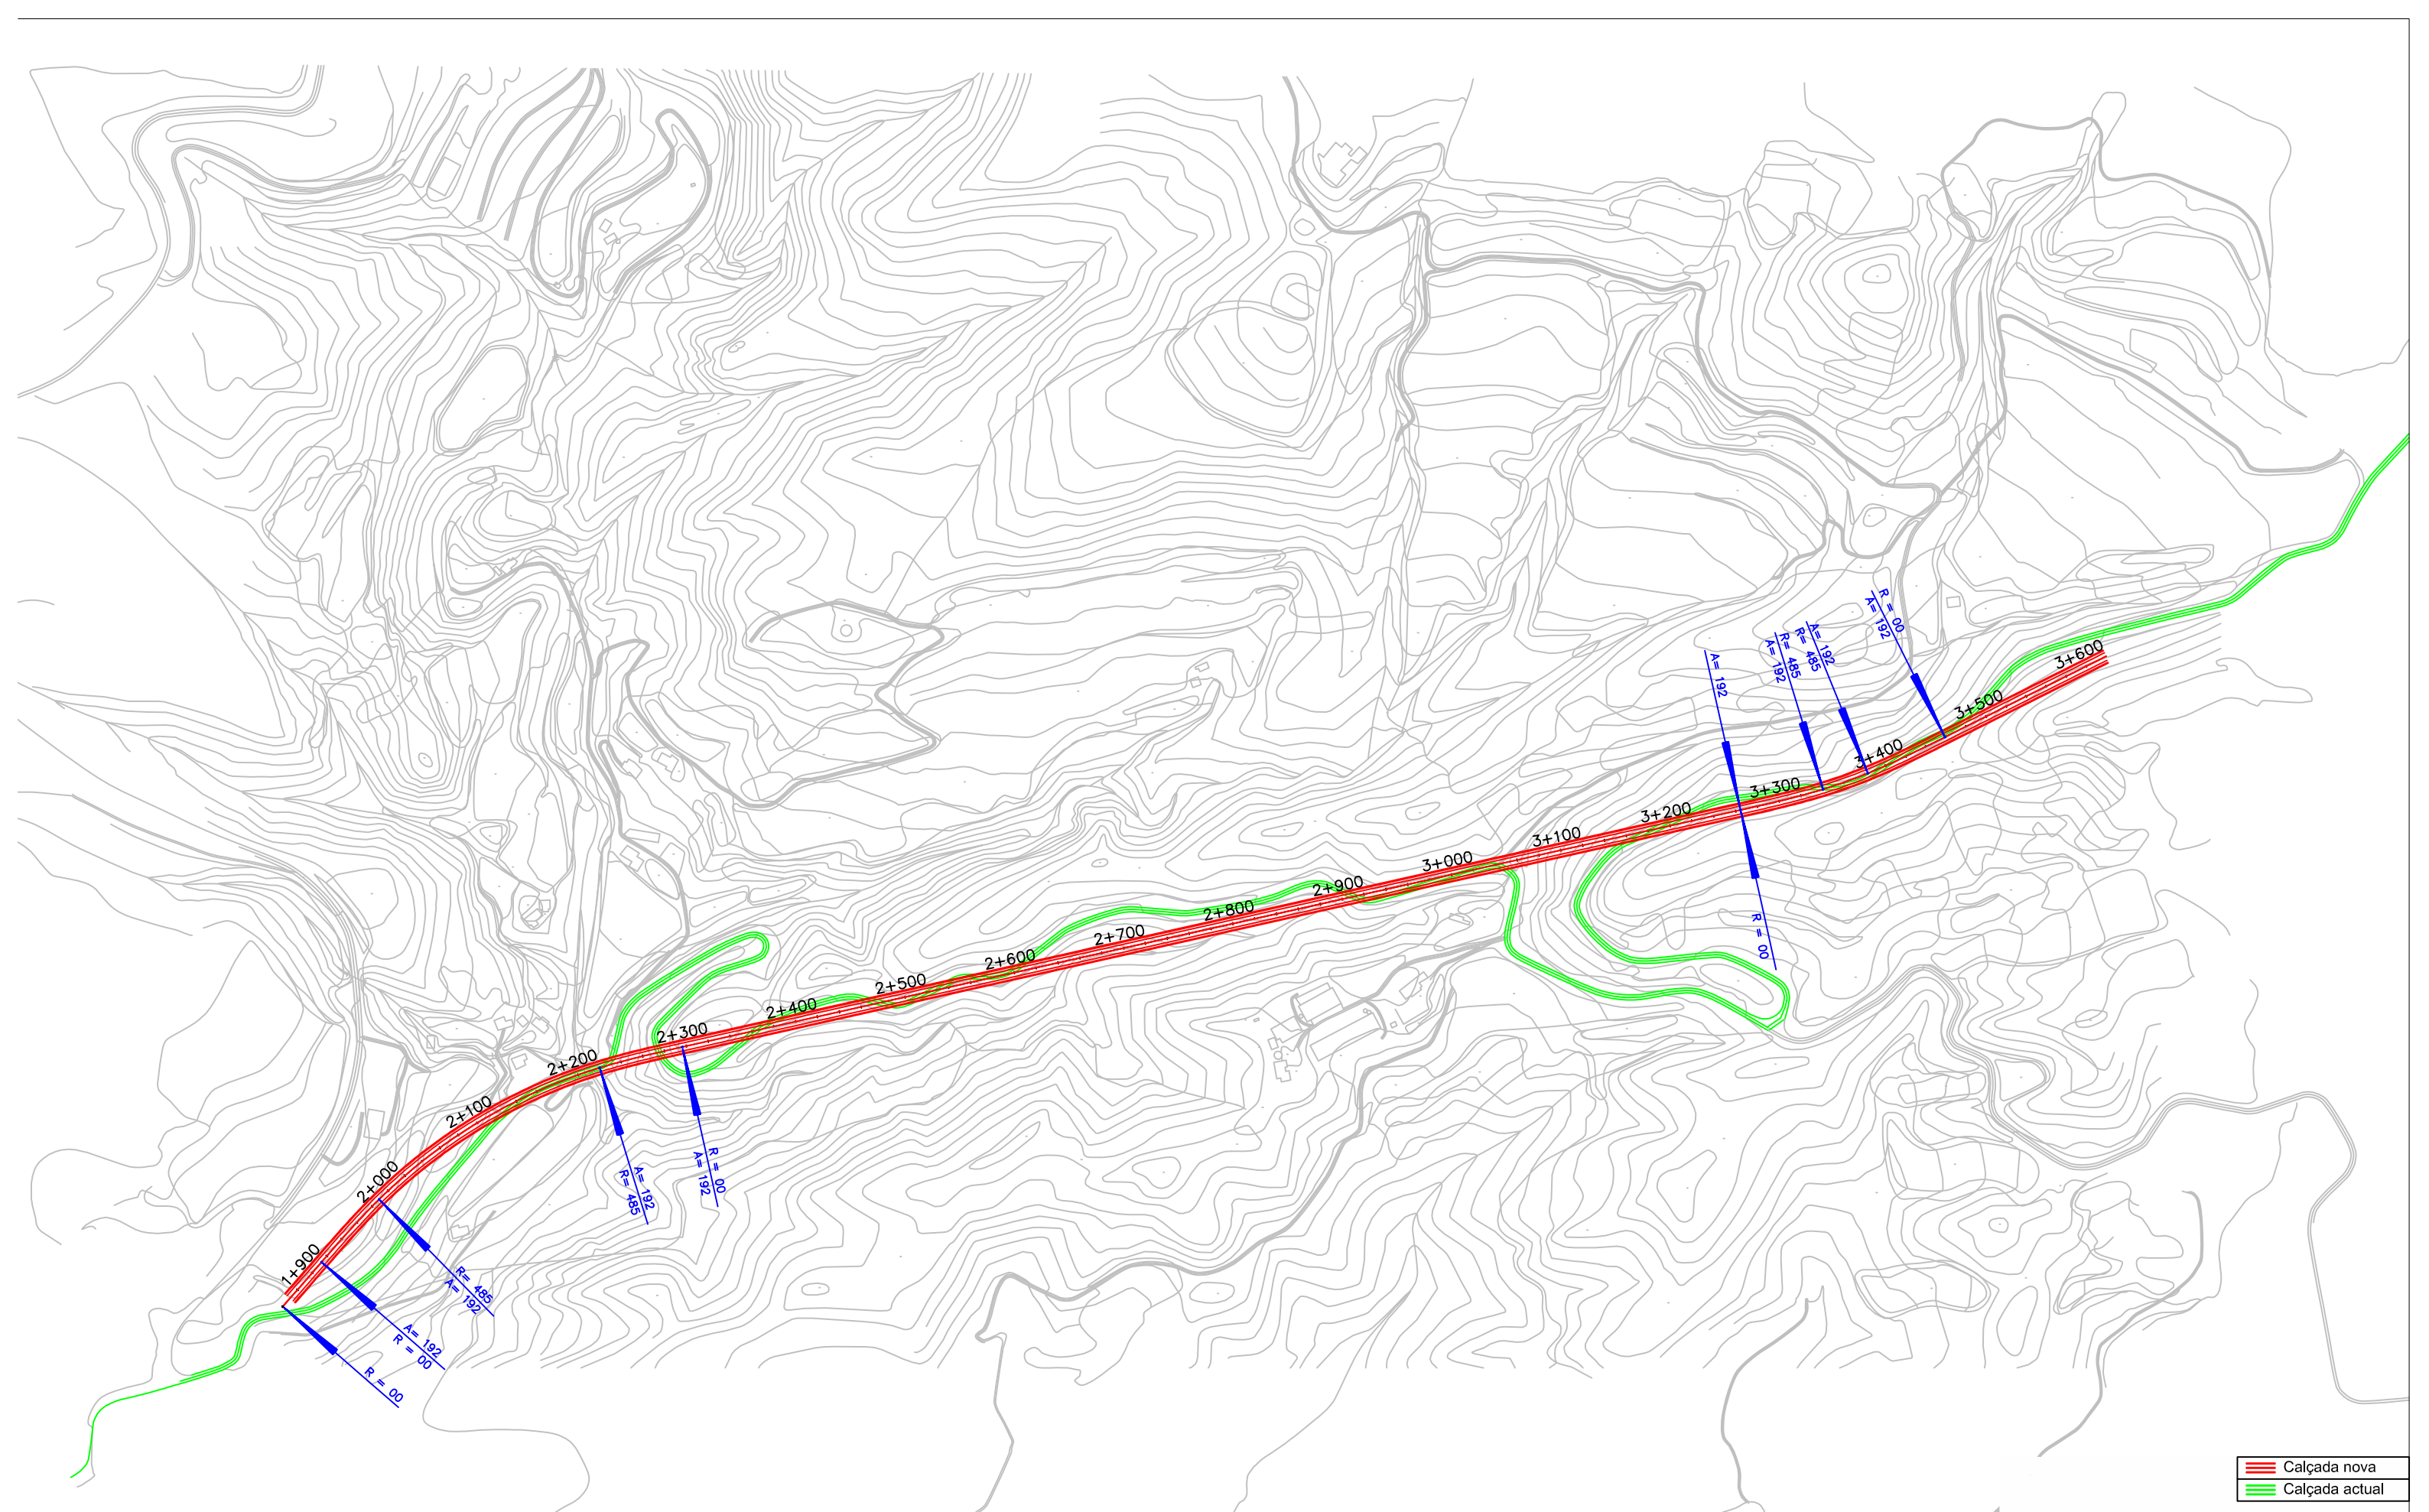 R = 00
A= 192
A= 192
R= 485
R= 485
A= 192
A= 192
3+600
3+500
3+400
3+300
3+200
3+100
3+000
2+900
2+800
2+700
2+600
2+500
2+400
2+300
2+200
2+100
2+000
1+900
R = 00
R = 00
A= 192
A= 192
R= 485
R= 485
A= 192
A= 192
R = 00
R = 00
Calçada nova
Calçada actual